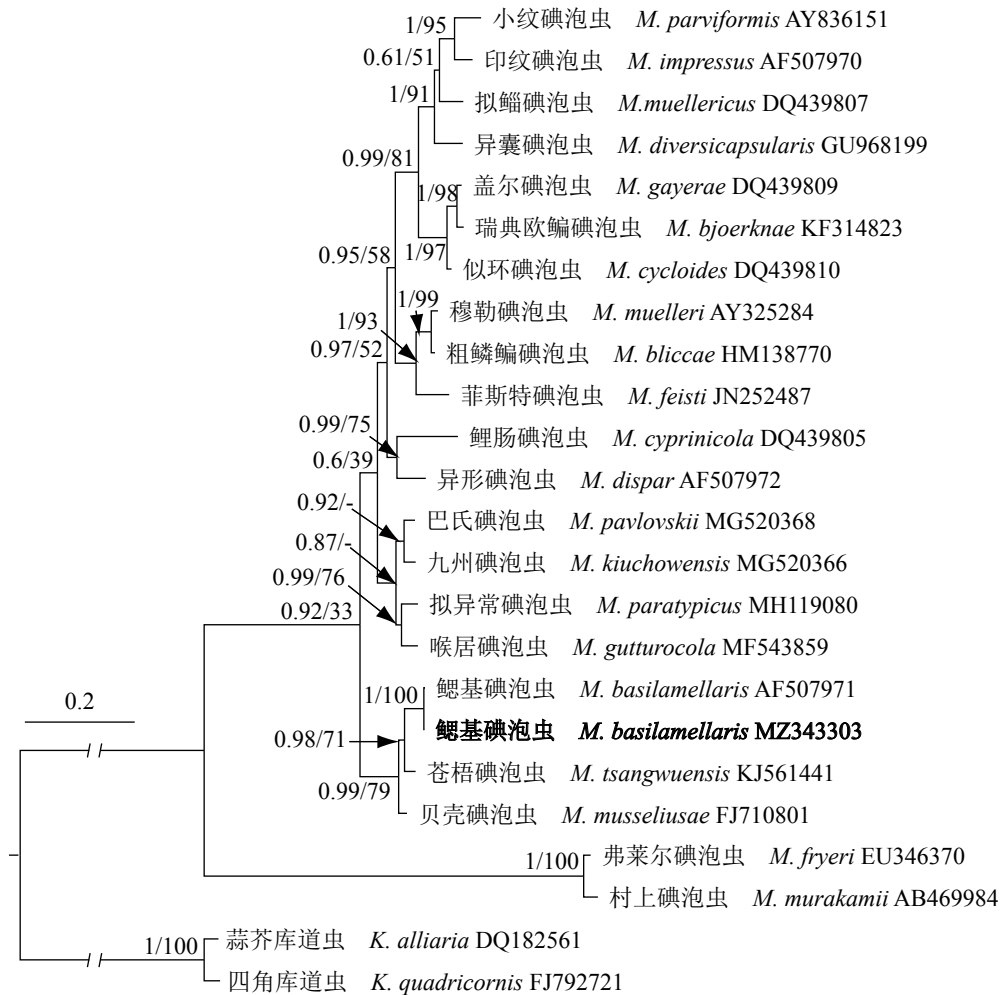 1/95
小纹碘泡虫 M. parviformis AY836151
0.61/51
印纹碘泡虫 M. impressus AF507970
1/91
拟鲻碘泡虫 M.muellericus DQ439807
异囊碘泡虫 M. diversicapsularis GU968199
0.99/81
盖尔碘泡虫 M. gayerae DQ439809
1/98
瑞典欧鳊碘泡虫 M. bjoerknae KF314823
0.95/58
1/97
似环碘泡虫 M. cycloides DQ439810
1/99
穆勒碘泡虫 M. muelleri AY325284
1/93
0.97/52
粗鳞鳊碘泡虫 M. bliccae HM138770
菲斯特碘泡虫 M. feisti JN252487
0.99/75
鲤肠碘泡虫 M. cyprinicola DQ439805
0.6/39
异形碘泡虫 M. dispar AF507972
0.92/-
巴氏碘泡虫 M. pavlovskii MG520368
0.87/-
九州碘泡虫 M. kiuchowensis MG520366
0.99/76
拟异常碘泡虫 M. paratypicus MH119080
0.92/33
喉居碘泡虫 M. gutturocola MF543859
1/100
鳃基碘泡虫 M. basilamellaris AF507971
0.2
鳃基碘泡虫 M. basilamellaris MZ343303
0.98/71
苍梧碘泡虫 M. tsangwuensis KJ561441
0.99/79
贝壳碘泡虫 M. musseliusae FJ710801
1/100
弗莱尔碘泡虫 M. fryeri EU346370
村上碘泡虫 M. murakamii AB469984
1/100
蒜芥库道虫 K. alliaria DQ182561
四角库道虫 K. quadricornis FJ792721